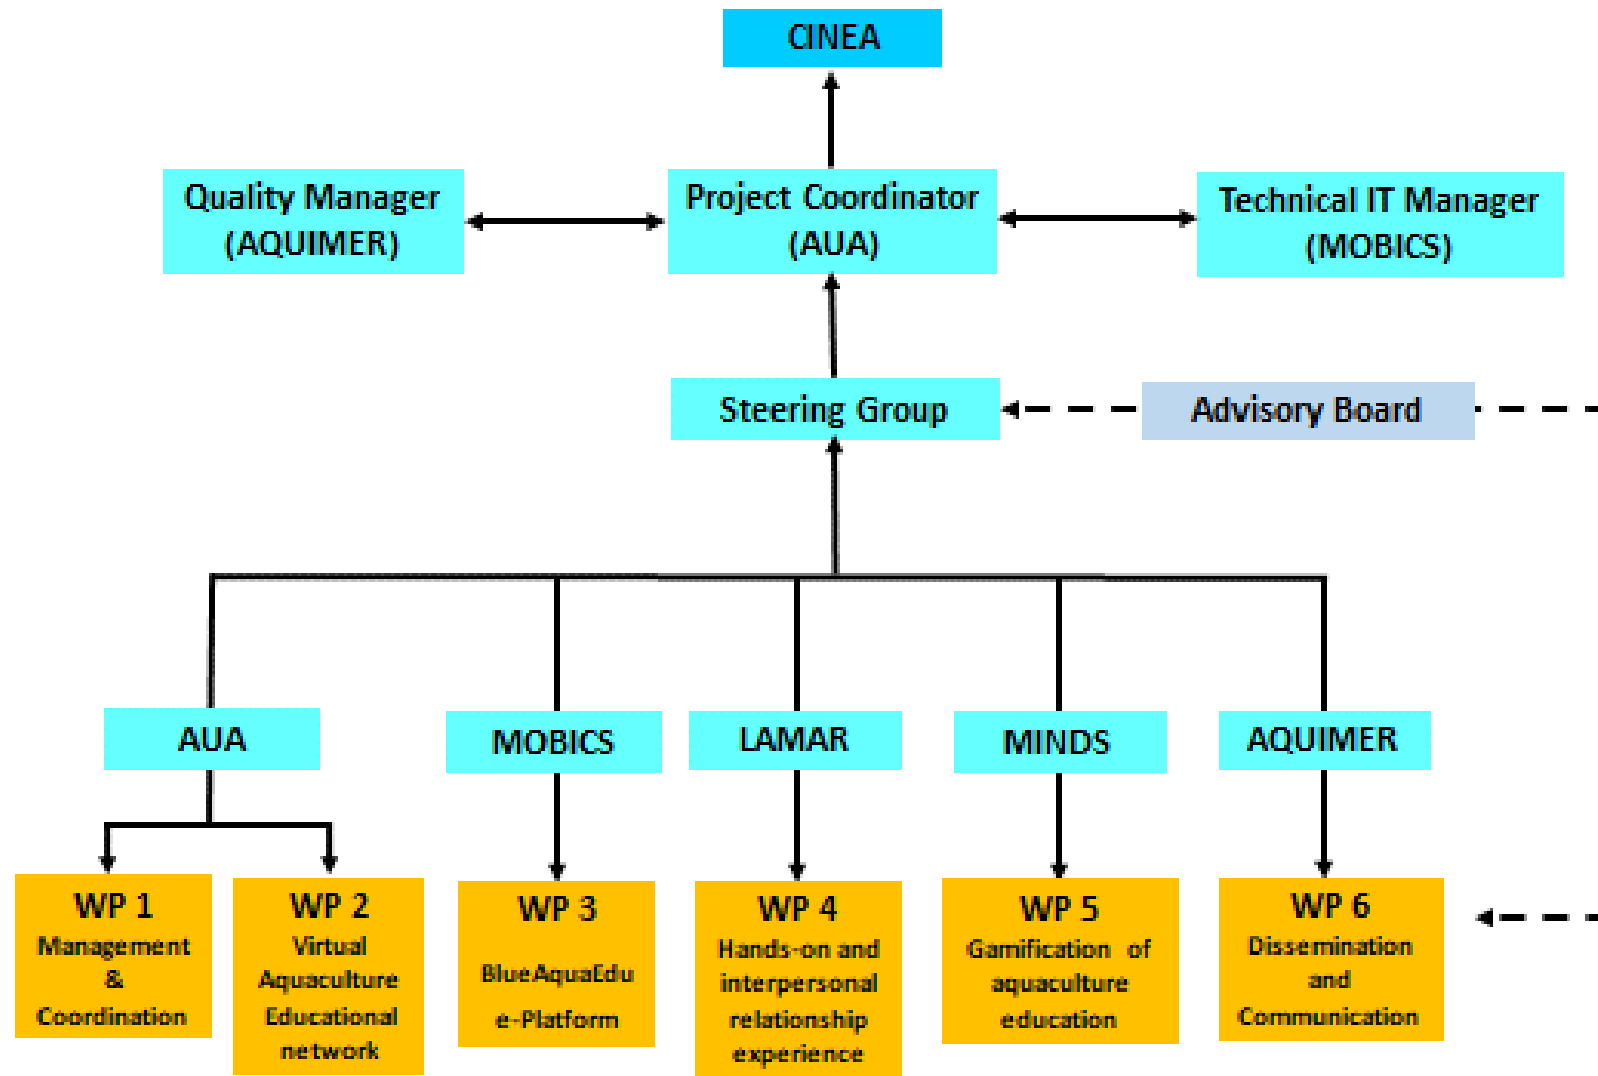 CINEA
Quality Manager
(AQUIMER)
Project Coordinator
(AUA)
Technical IT Manager
(MOBICS)
Steering Group
Advisory Board
AUA
MOBICS
LAMAR
MINDS
AQUIMER
WP 1
Management
&
Coordination
WP 2
Virtual
Aquaculture
Educational
network
WP 3
BlueAquaEdu
e-Platform
WP 4
Hands-on and
interpersonal
relationship
experience
WP 5
Gamification of
aquaculture
education
WP 6
Dissemination
and
Communication